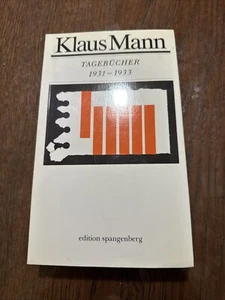 Klaus Mann
TAGEBÜCHER
1931–1933
edition spangenberg